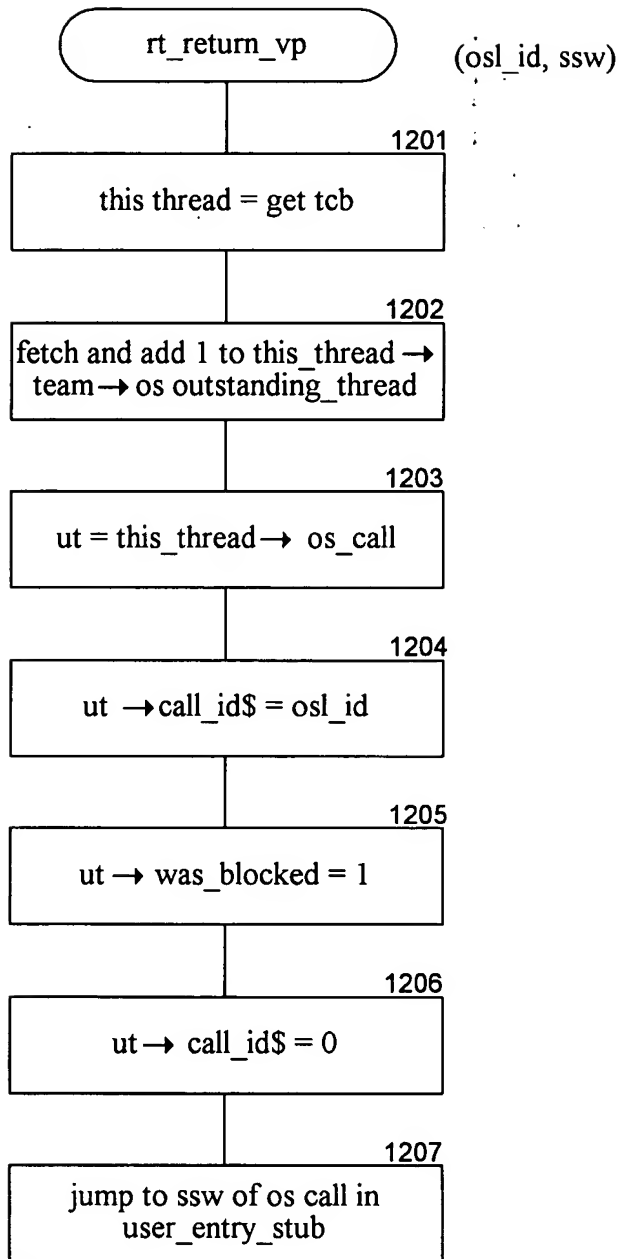 rt_return_vp
(osl_id, ssw)
1201
this thread = get tcb
1202
fetch and add 1 to this_thread →
team → os outstanding_thread
1203
ut = this_thread → os_call
1204
ut → call_id$ = osl_id
1205
ut → was_blocked = 1
1206
ut → call_id$ = 0
1207
jump to ssw of os call in
user_entry_stub